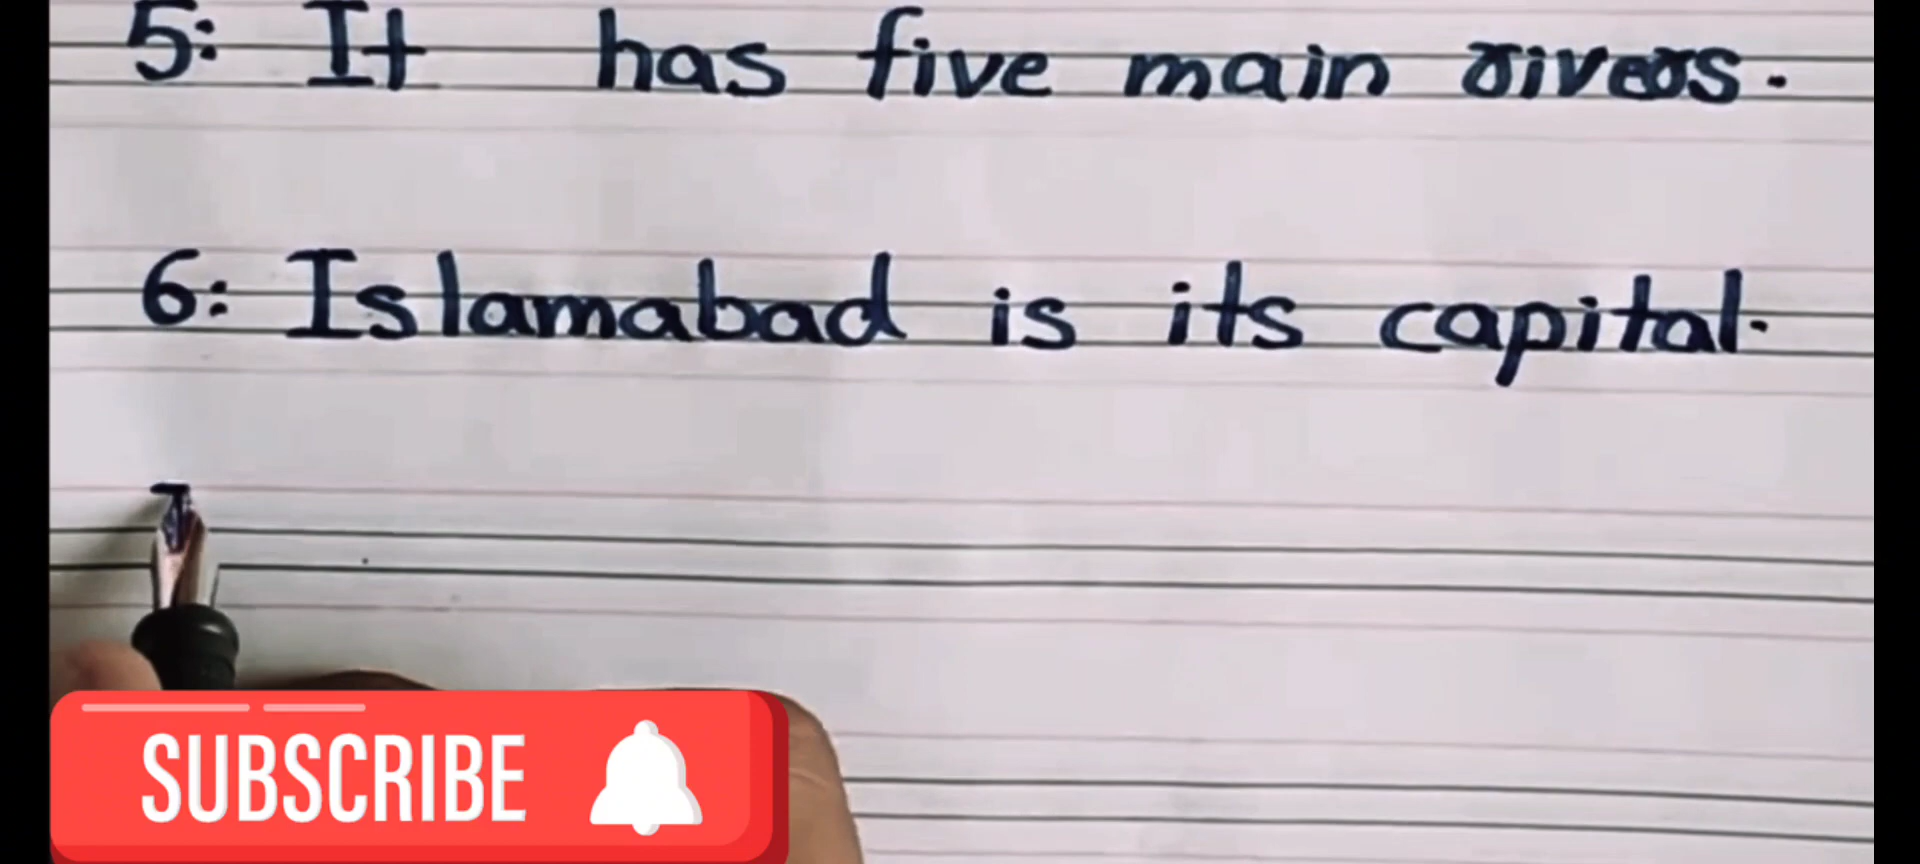 5: It has five main rivers.
6: Islamabad is its capital.
SUBSCRIBE